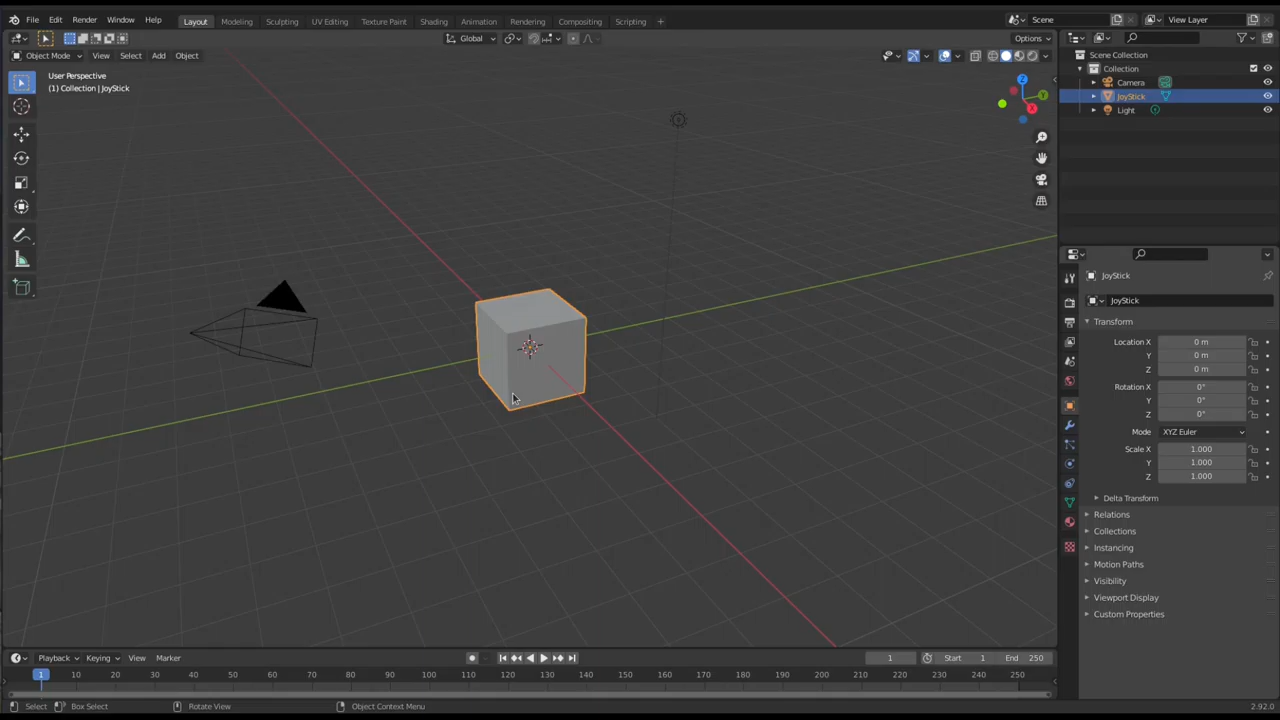 File Edit Render Window Help Layout Modeling Sculpting UV Editing Texture Paint Shading Animation Rendering Compositing Scripting + Scene View Layer
Global Options
Object Mode View Select Add Object
User Perspective
(1) Collection | JoyStick
Z
Y
X
Scene Collection
Collection
Camera
JoyStick
Light
JoyStick
JoyStick
Transform
Location X 0 m
Y 0 m
Z 0 m
Rotation X 0°
Y 0°
Z 0°
Mode XYZ Euler
Scale X 1.000
Y 1.000
Z 1.000
Delta Transform
Relations
Collections
Instancing
Motion Paths
Visibility
Viewport Display
Custom Properties
Playback Keying View Marker 1 Start 1 End 250
1 10 20 30 40 50 60 70 80 90 100 110 120 130 140 150 160 170 180 190 200 210 220 230 240 250
Select Box Select Rotate View Object Context Menu 2.92.0